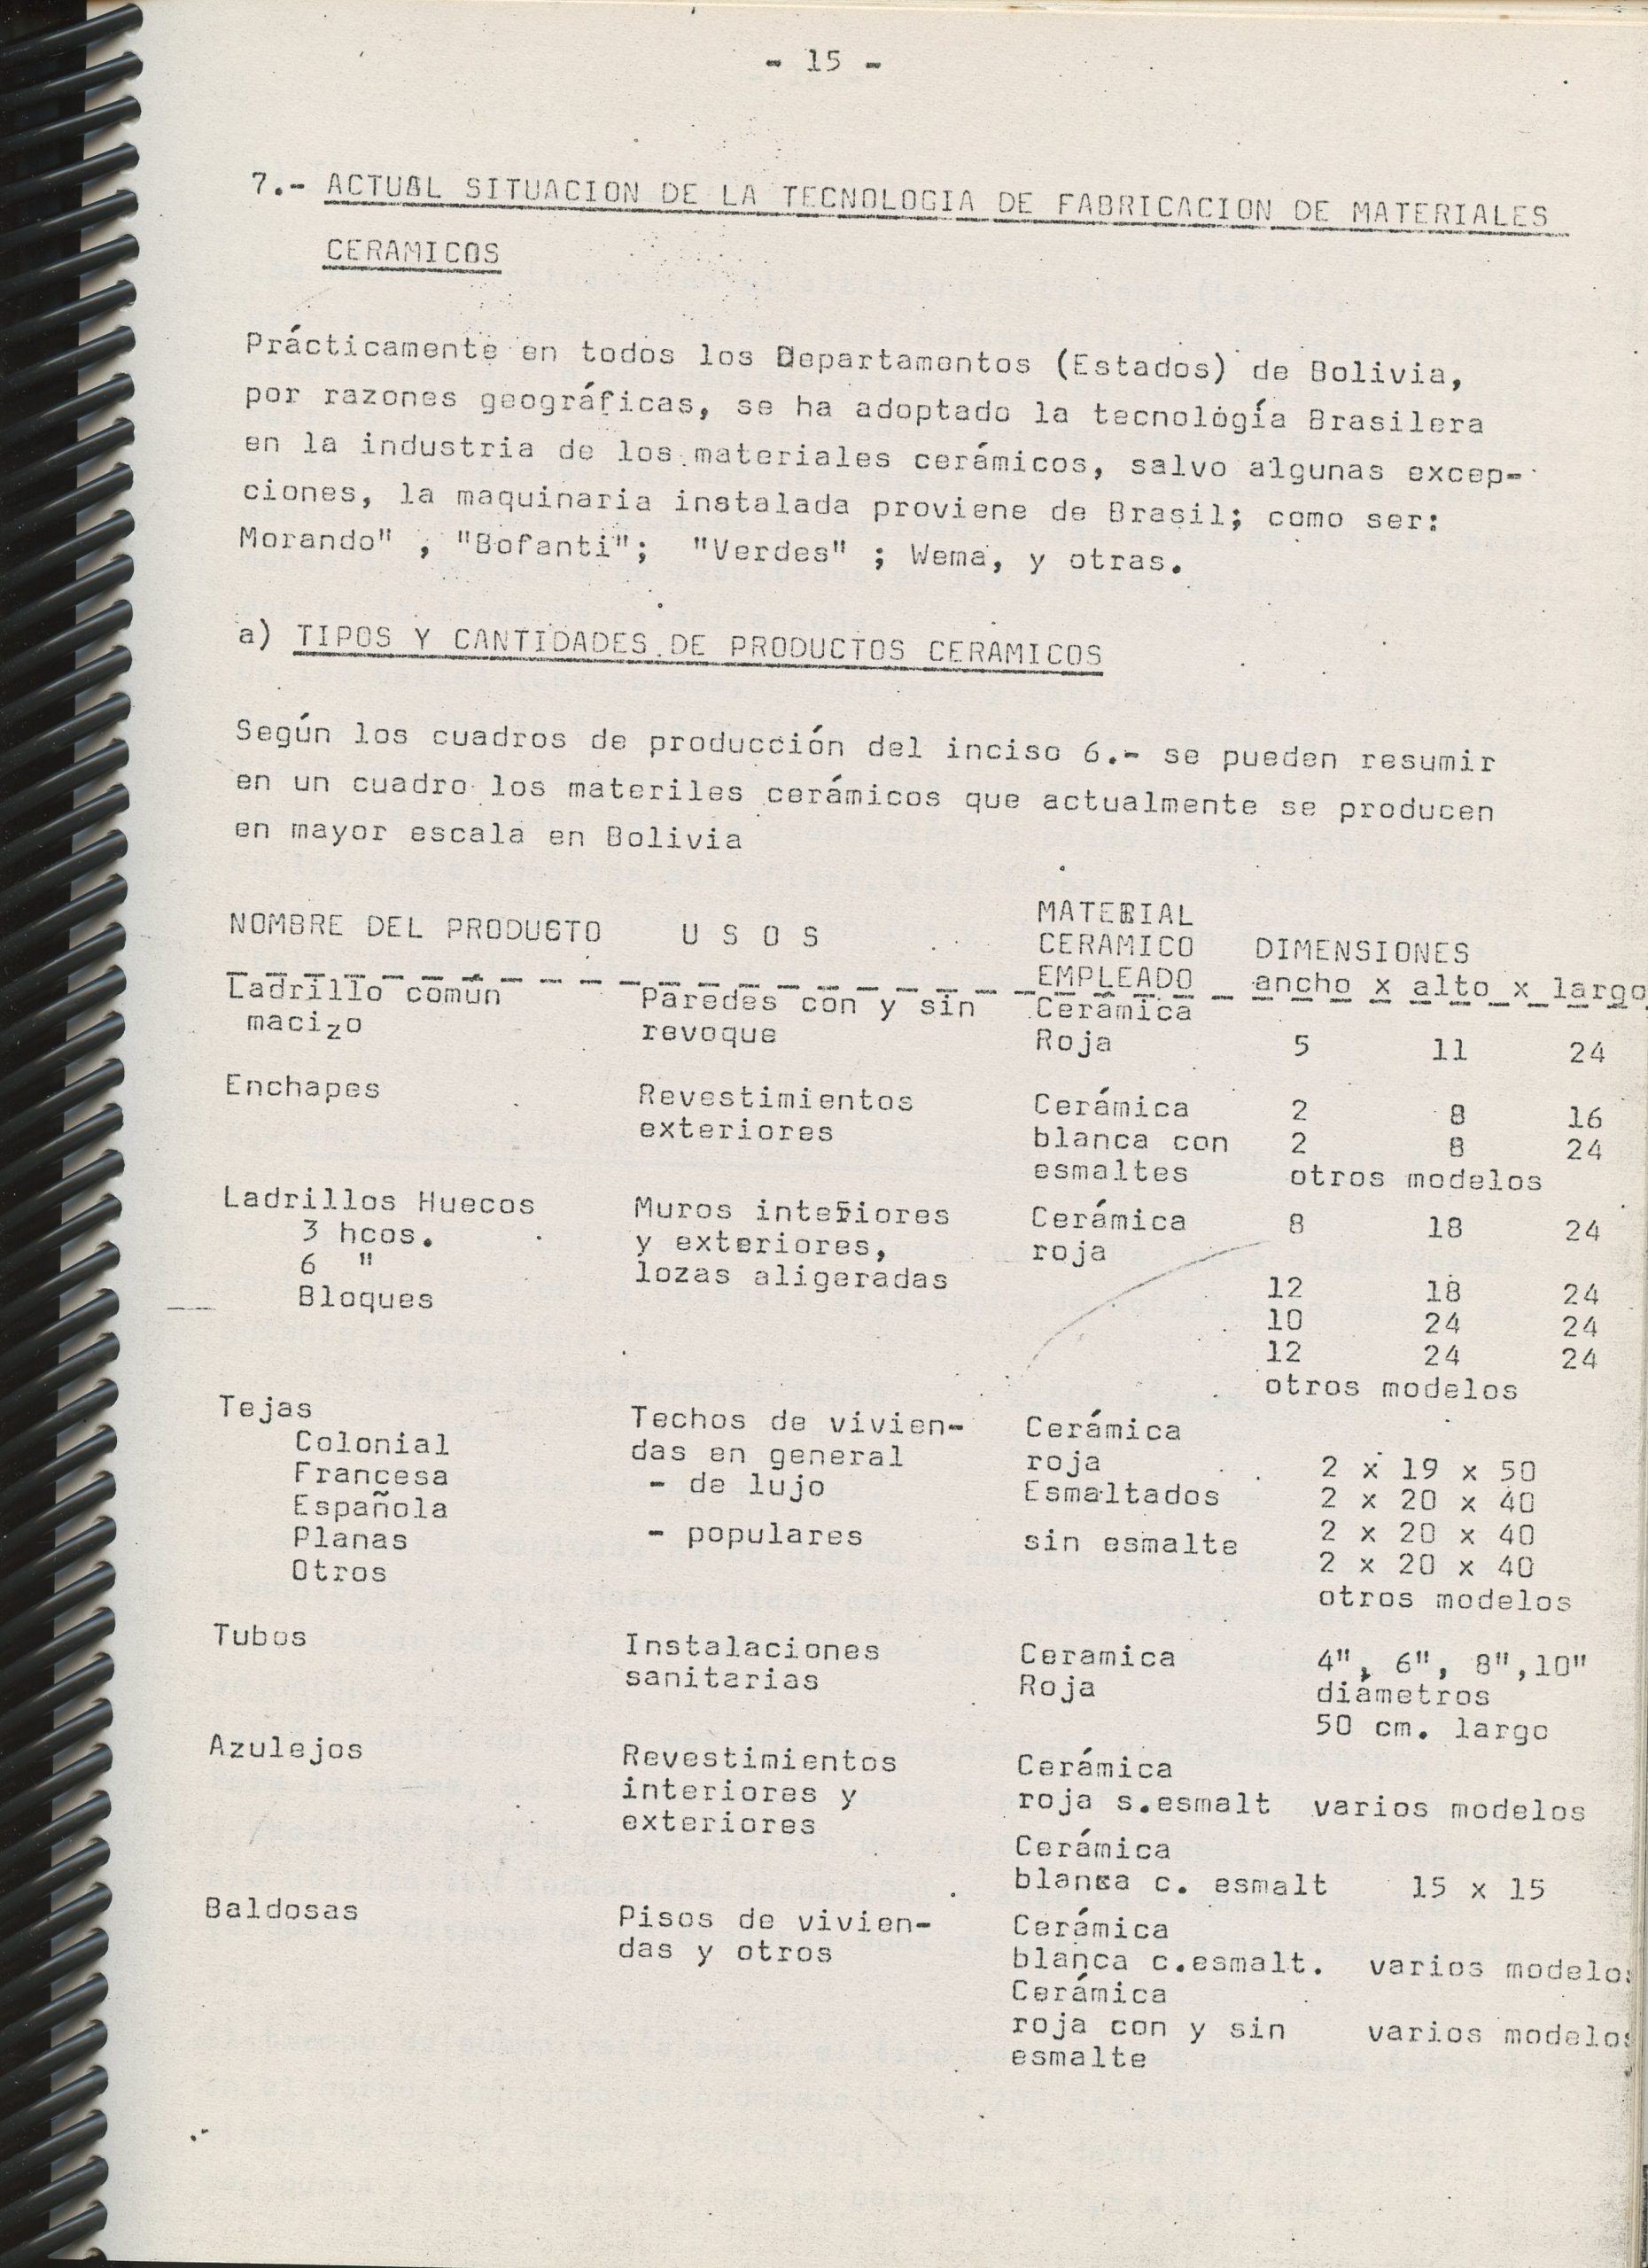 - 15 -
7.- ACTUAL SITUACION DE LA TECNOLOGIA DE FABRICACION DE MATERIALES
CERAMICOS
Prácticamente en todos los Departamentos (Estados) de Bolivia,
por razones geográficas, se ha adoptado la tecnología Brasilera
en la industria de los materiales cerámicos, salvo algunas excep-
ciones, la maquinaria instalada proviene de Brasil; como ser:
Morando" , "Bofanti"; "Verdes" ; Wema, y otras.
a) TIPOS Y CANTIDADES DE PRODUCTOS CERAMICOS
Según los cuadros de producción del inciso 6.- se pueden resumir
en un cuadro los materiles cerámicos que actualmente se producen
en mayor escala en Bolivia
MATERIAL
NOMBRE DEL PRODUCTO U S O S CERAMICO DIMENSIONES
EMPLEADO ancho x alto x largo
Ladrillo común Paredes con y sin Cerámica
macizo revoque Roja 5 11 24
Enchapes Revestimientos Cerámica 2 8 16
exteriores blanca con 2 8 24
esmaltes otros modelos
Ladrillos Huecos Muros interiores Cerámica 8 18 24
3 hcos. y exteriores, roja
6 " lozas aligeradas 12 18 24
Bloques 10 24 24
12 24 24
otros modelos
Tejas Techos de vivien- Cerámica
Colonial das en general roja 2 x 19 x 50
Francesa - de lujo Esmaltados 2 x 20 x 40
Española 2 x 20 x 40
Planas - populares sin esmalte 2 x 20 x 40
Otros otros modelos
Tubos Instalaciones Ceramica 4", 6", 8",10"
sanitarias Roja diámetros
50 cm. largo
Azulejos Revestimientos Cerámica
interiores y roja s.esmalt varios modelos
exteriores Cerámica
blanca c. esmalt 15 x 15
Baldosas Pisos de vivien- Cerámica
das y otros blanca c.esmalt. varios modelos
Cerámica
roja con y sin varios modelos
esmalte